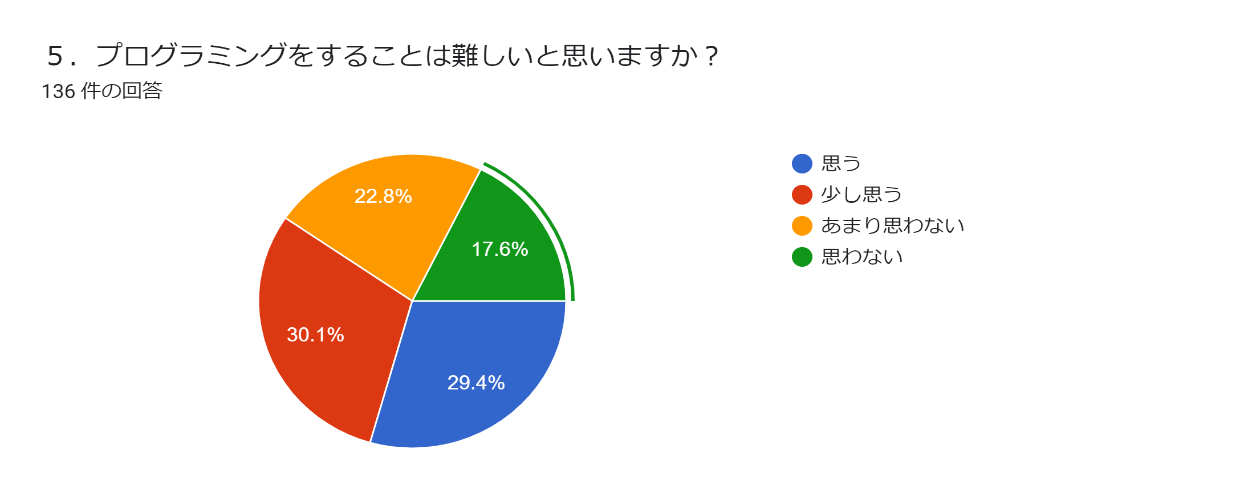 ５．プログラミングをすることは難しいと思いますか？
136 件の回答
思う
少し思う
あまり思わない
思わない
22.8%
17.6%
30.1%
29.4%